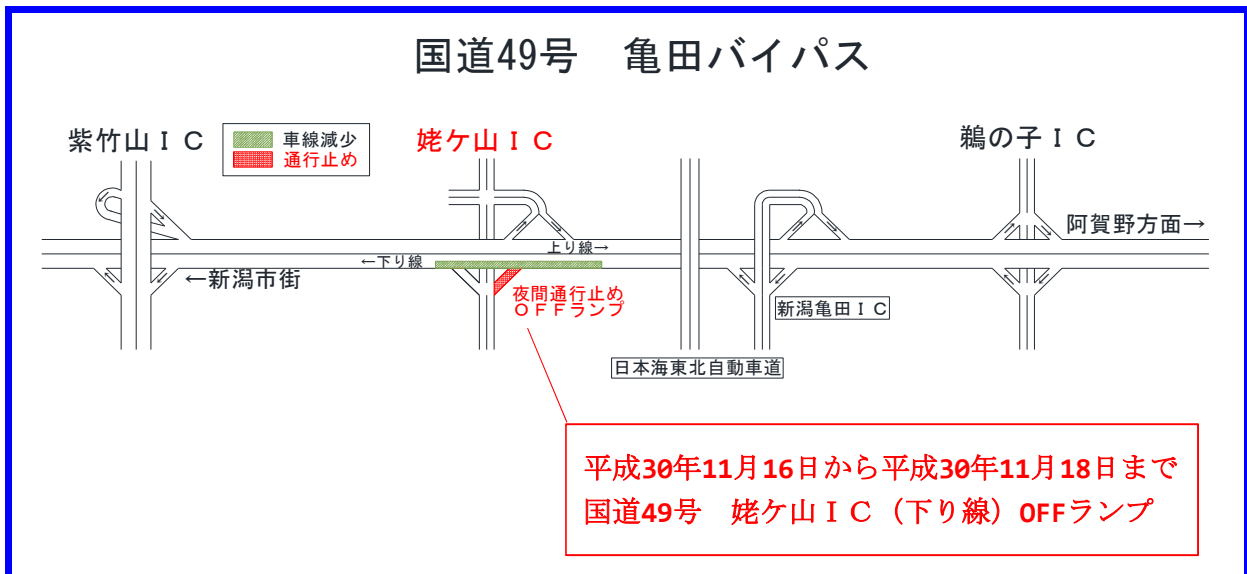 国道49号　亀田バイパス
紫竹山ＩＣ
車線減少
通行止め
姥ケ山ＩＣ
鵜の子ＩＣ
阿賀野方面→
上り線→
←下り線
←新潟市街
夜間通行止め
ＯＦＦランプ
新潟亀田ＩＣ
日本海東北自動車道
平成30年11月16日から平成30年11月18日まで
国道49号　姥ケ山ＩＣ（下り線）OFFランプ